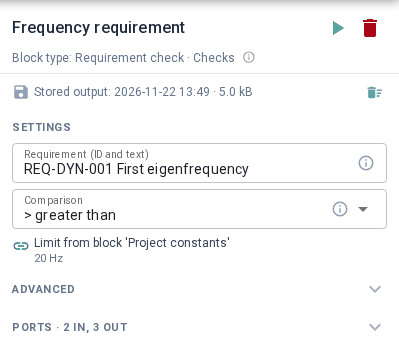 Frequency requirement
Block type: Requirement check · Checks
Stored output: 2026-11-22 13:49 · 5.0 kB
SETTINGS
Requirement (ID and text)
REQ-DYN-001 First eigenfrequency
Comparison
> greater than
Limit from block 'Project constants'
20 Hz
ADVANCED
PORTS · 2 IN, 3 OUT